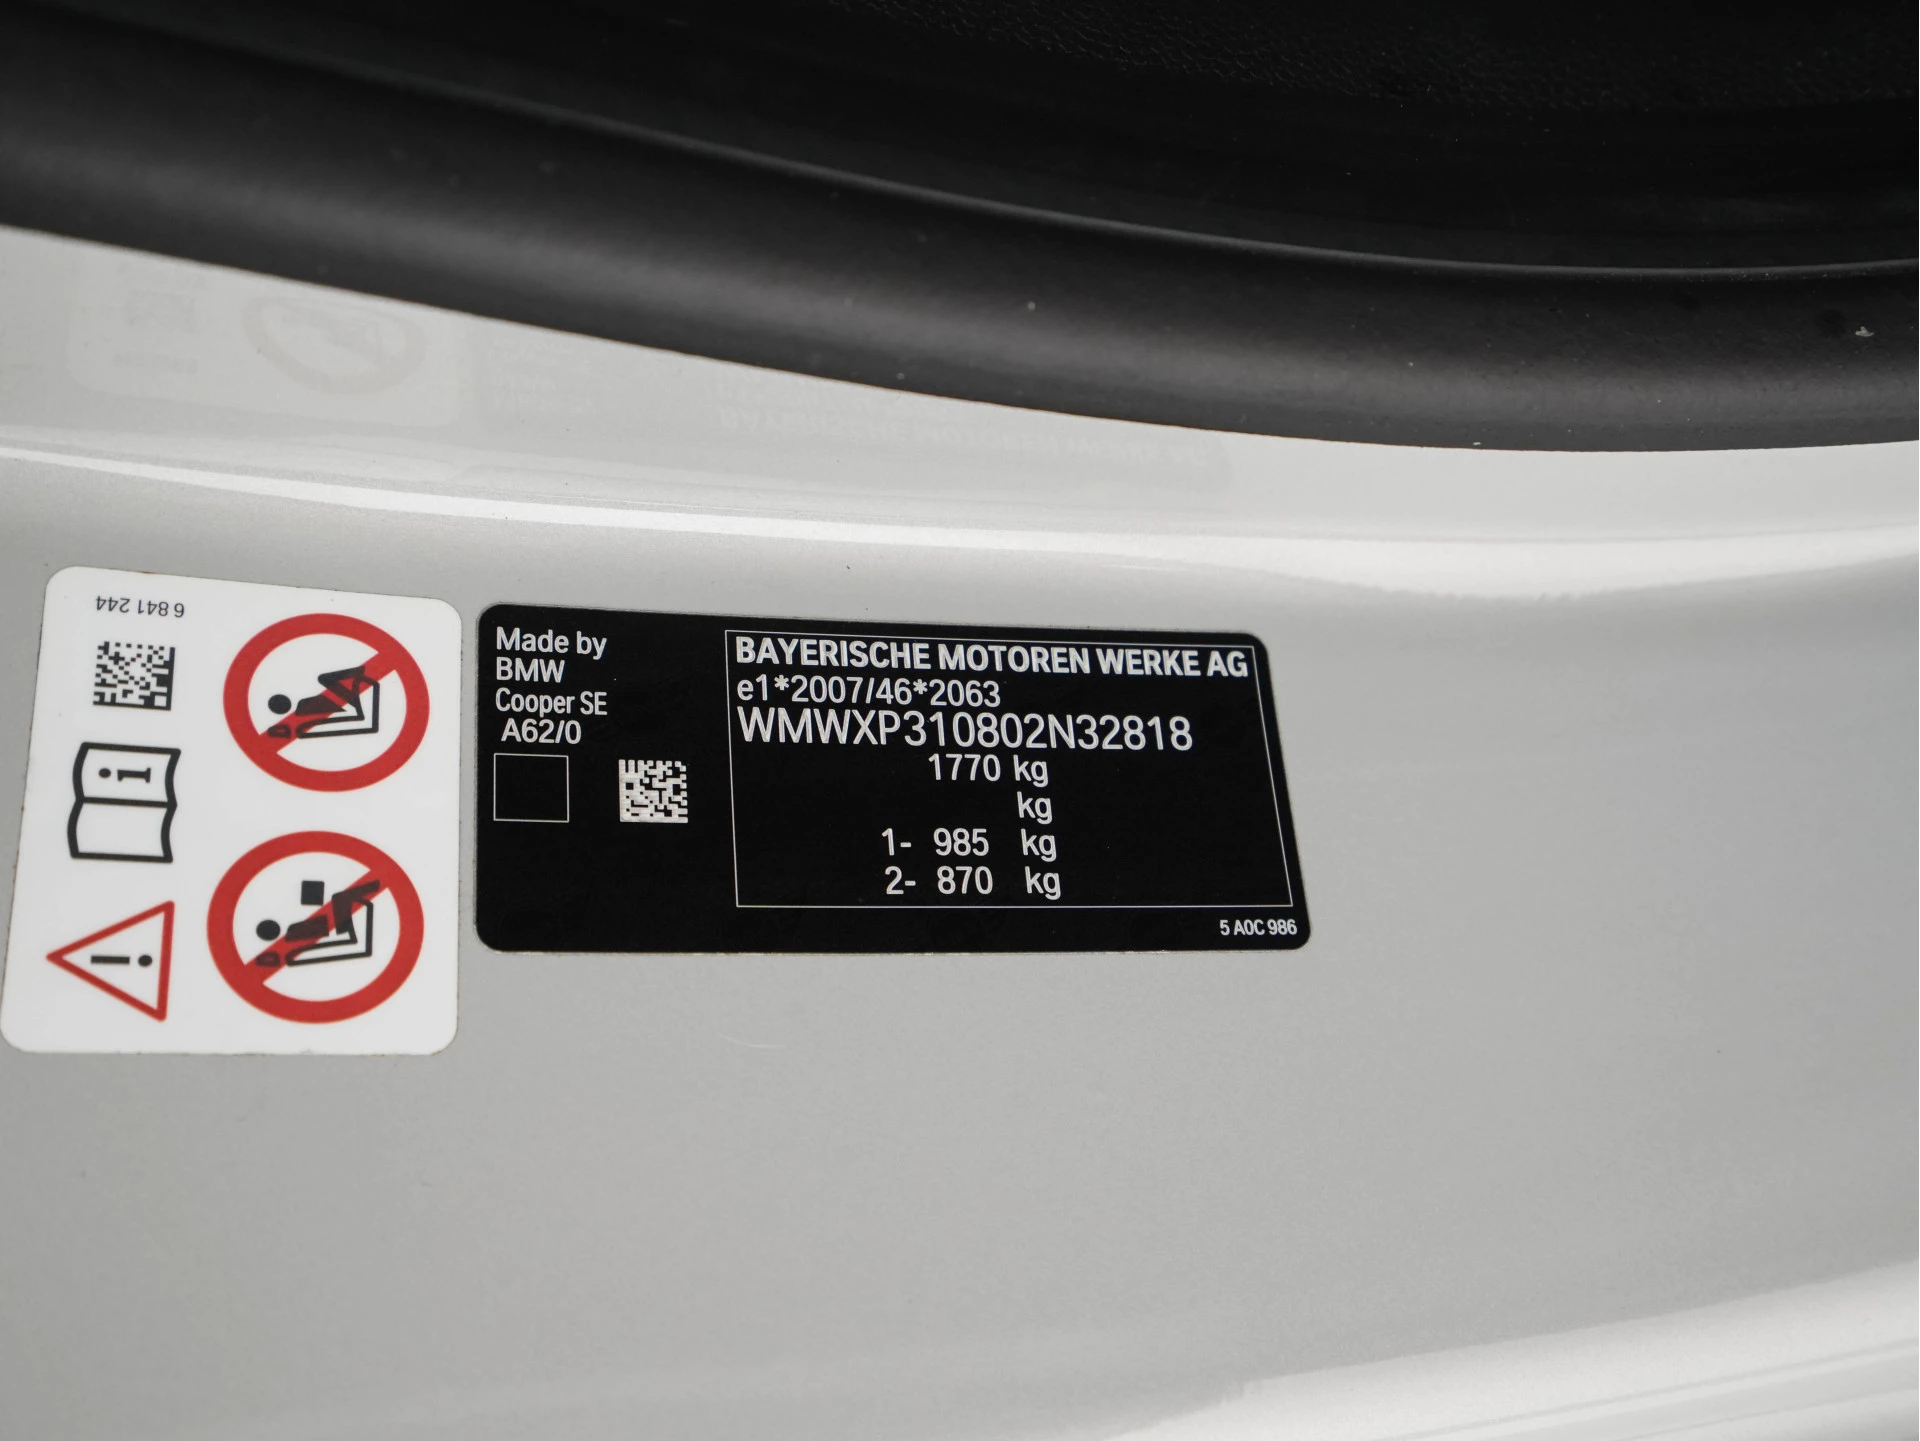 6 841 244
Made by
BMW
Cooper SE
A62/0
BAYERISCHE MOTOREN WERKE AG
e1*2007/46*2063
WMWXP310802N32818
1770 kg
kg
1- 985 kg
2- 870 kg
5 A0C 986